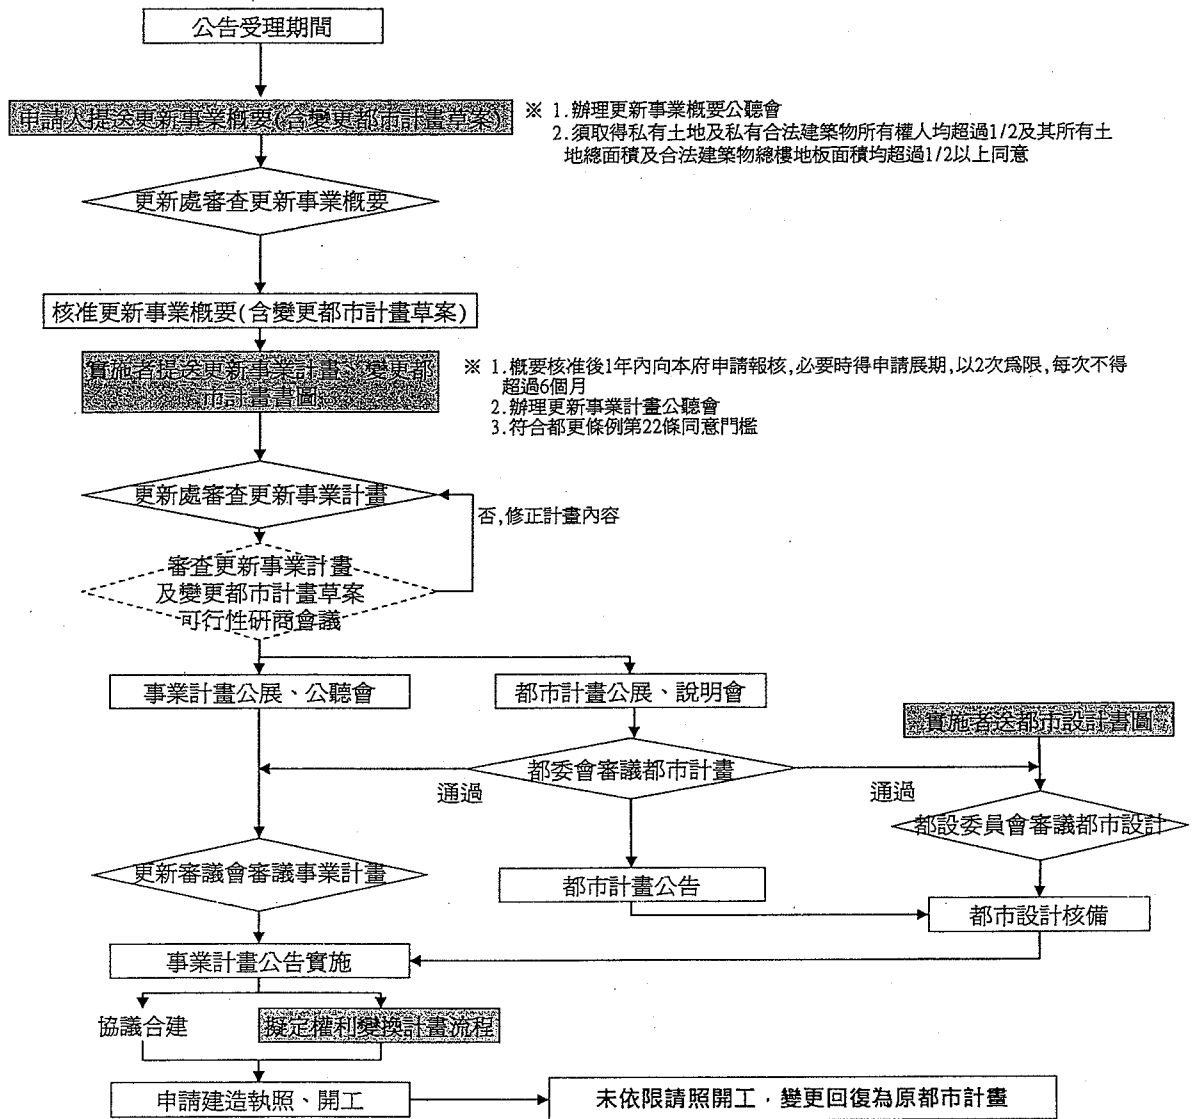 公告受理期間
申請人提送更新事業概要(含變更都市計畫草案)
※ 1.辦理更新事業概要公聽會
2.須取得私有土地及私有合法建築物所有權人均超過1/2及其所有土
地總面積及合法建築物總樓地板面積均超過1/2以上同意
更新處審查更新事業概要
核准更新事業概要(含變更都市計畫草案)
實施者提送更新事業計畫、變更都
市計畫書圖
※ 1.概要核准後1年內向本府申請報核,必要時得申請展期,以2次為限,每次不得
超過6個月
2.辦理更新事業計畫公聽會
3.符合都更條例第22條同意門檻
更新處審查更新事業計畫
否,修正計畫內容
審查更新事業計畫
及變更都市計畫草案
可行性研商會議
事業計畫公展、公聽會
都市計畫公展、說明會
實施者送都市設計書圖
都委會審議都市計畫
通過
通過
都設委員會審議都市設計
更新審議會審議事業計畫
都市計畫公告
都市設計核備
事業計畫公告實施
協議合建
擬定權利變換計畫流程
申請建造執照、開工
未依限請照開工，變更回復為原都市計畫